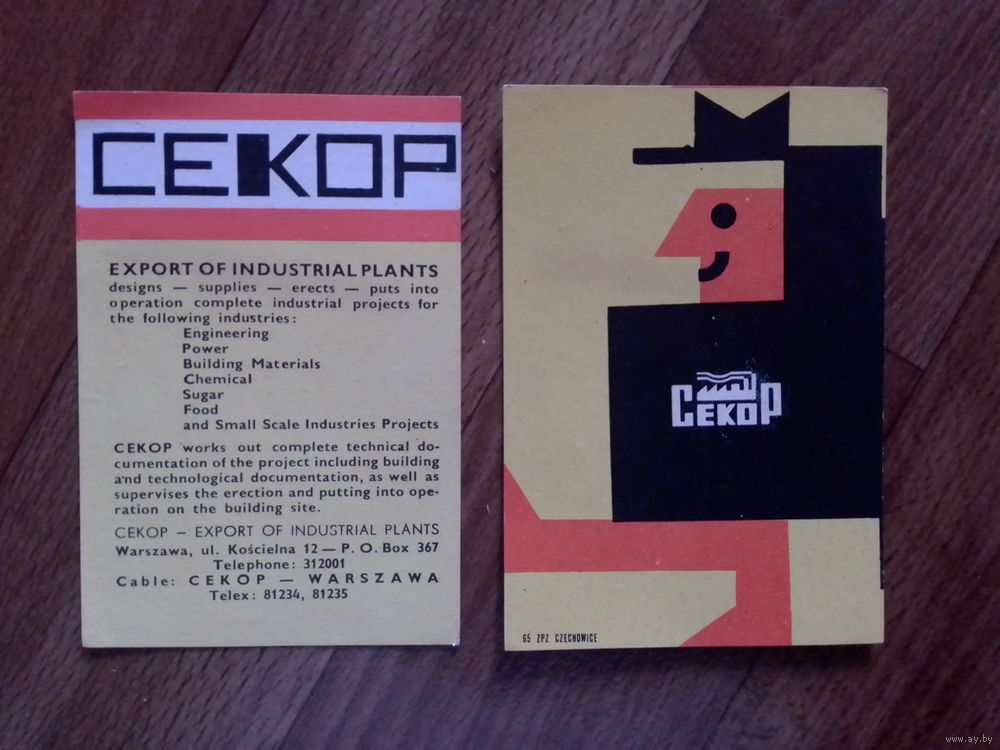 CEKOP
EXPORT OF INDUSTRIAL PLANTS
designs — supplies — erects — puts into
operation complete industrial projects for
the following industries:
Engineering
Power
Building Materials
Chemical
Sugar
Food
and Small Scale Industries Projects
CEKOP works out complete technical do-
cumentation of the project including building
and technological documentation, as well as
supervises the erection and putting into ope-
ration on the building site.
CEKOP – EXPORT OF INDUSTRIAL PLANTS
Warszawa, ul. Kościelna 12 — P. O. Box 367
Telephone: 312001
Cable: CEKOP — WARSZAWA
Telex: 81234, 81235
CEKOP
65 ZPZ CZECHOWICE
www.ay.by